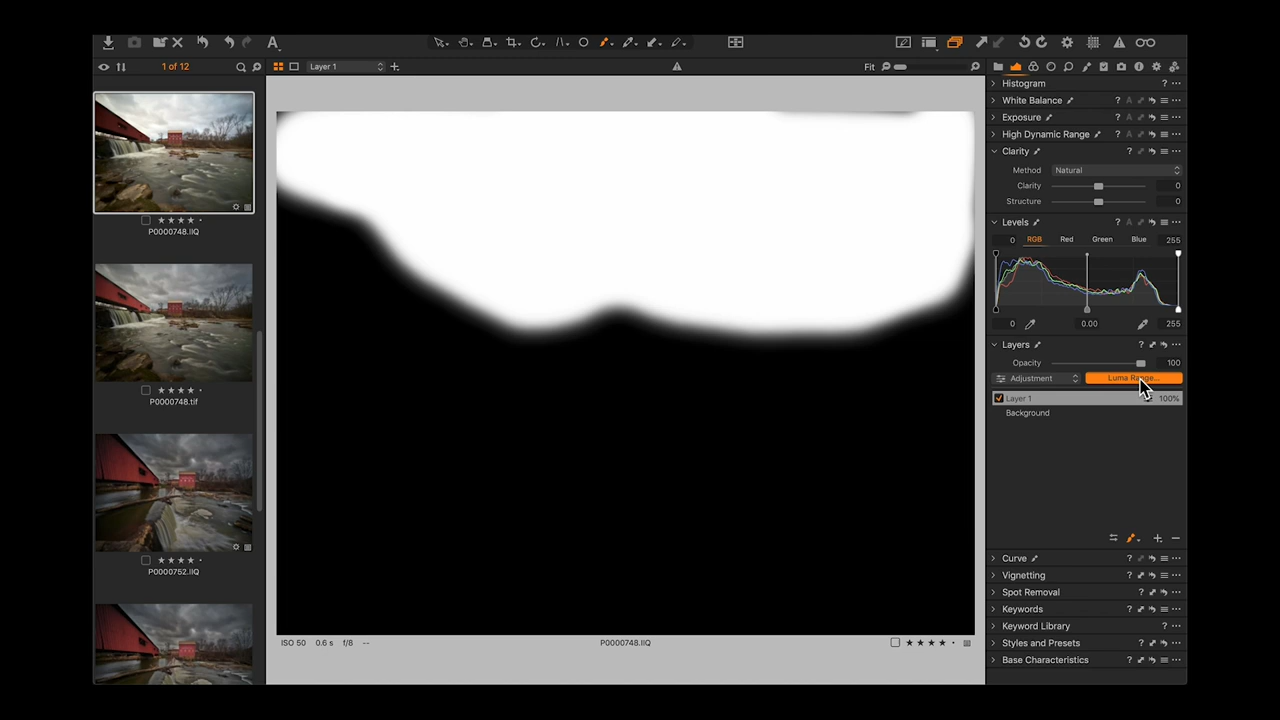 A
1 of 12
Layer 1
Fit
P0000748.IIQ
P0000748.tif
P0000752.IIQ
ISO 50 0.6 s f/8 --
P0000748.IIQ
Histogram ?
White Balance ? A
Exposure ? A
High Dynamic Range ?
Clarity ?
Method Natural
Clarity 0
Structure 0
Levels ? A
0 RGB Red Green Blue 255
0 0.00 255
Layers ?
Opacity 100
Adjustment Luma Range...
Layer 1 100%
Background
Curve ?
Vignetting ?
Spot Removal ?
Keywords ?
Keyword Library ?
Styles and Presets ?
Base Characteristics ?